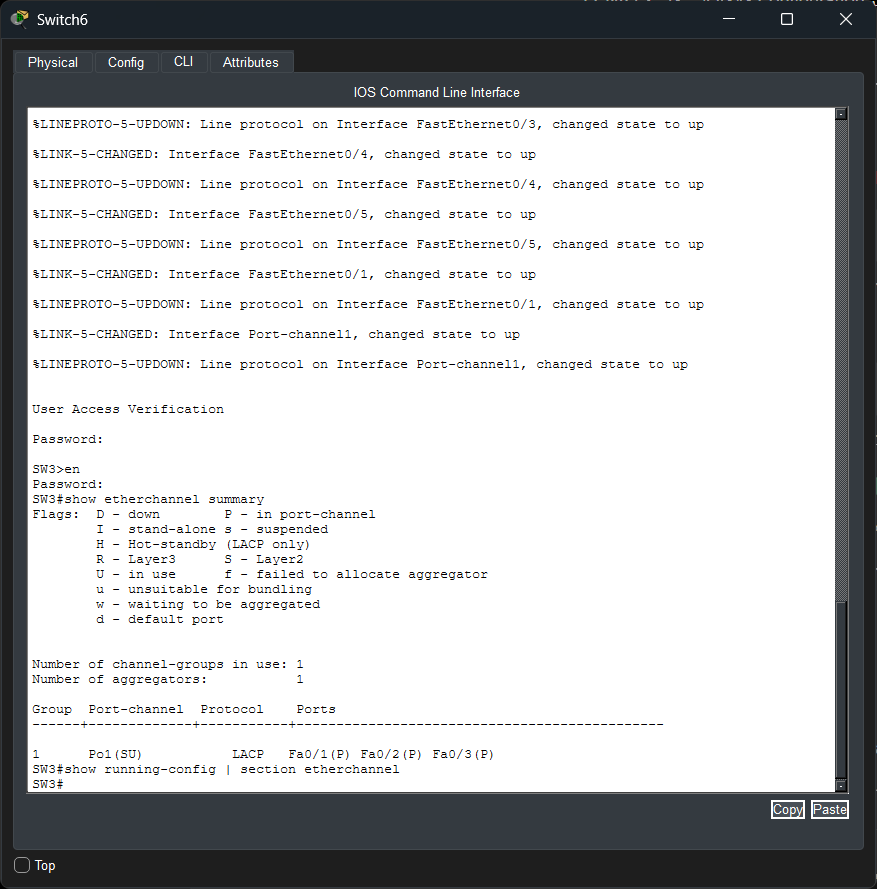 Switch6
Physical Config CLI Attributes
IOS Command Line Interface
%LINEPROTO-5-UPDOWN: Line protocol on Interface FastEthernet0/3, changed state to up
%LINK-5-CHANGED: Interface FastEthernet0/4, changed state to up
%LINEPROTO-5-UPDOWN: Line protocol on Interface FastEthernet0/4, changed state to up
%LINK-5-CHANGED: Interface FastEthernet0/5, changed state to up
%LINEPROTO-5-UPDOWN: Line protocol on Interface FastEthernet0/5, changed state to up
%LINK-5-CHANGED: Interface FastEthernet0/1, changed state to up
%LINEPROTO-5-UPDOWN: Line protocol on Interface FastEthernet0/1, changed state to up
%LINK-5-CHANGED: Interface Port-channel1, changed state to up
%LINEPROTO-5-UPDOWN: Line protocol on Interface Port-channel1, changed state to up
User Access Verification
Password:
SW3>en
Password:
SW3#show etherchannel summary
Flags:  D - down        P - in port-channel
        I - stand-alone s - suspended
        H - Hot-standby (LACP only)
        R - Layer3      S - Layer2
        U - in use      f - failed to allocate aggregator
        u - unsuitable for bundling
        w - waiting to be aggregated
        d - default port
Number of channel-groups in use: 1
Number of aggregators:           1
Group  Port-channel  Protocol    Ports
------+-------------+-----------+----------------------------------------------
1      Po1(SU)           LACP   Fa0/1(P) Fa0/2(P) Fa0/3(P)
SW3#show running-config | section etherchannel
SW3#
Copy Paste
Top